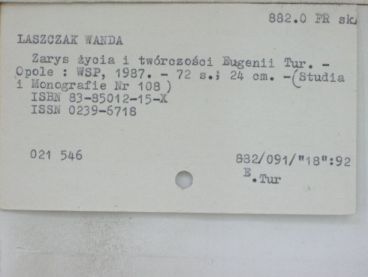 882.0 PR sk.
LASZCZAK WANDA
Zarys życia i twórczości Eugenii Tur. -
Opole : WSP, 1987. - 72 s.; 24 cm. -(Studia
i Monografie Nr 108 )
ISBN 83-85012-15-X
ISSN 0239-6718
021 546
882/091/"18":92
E.Tur